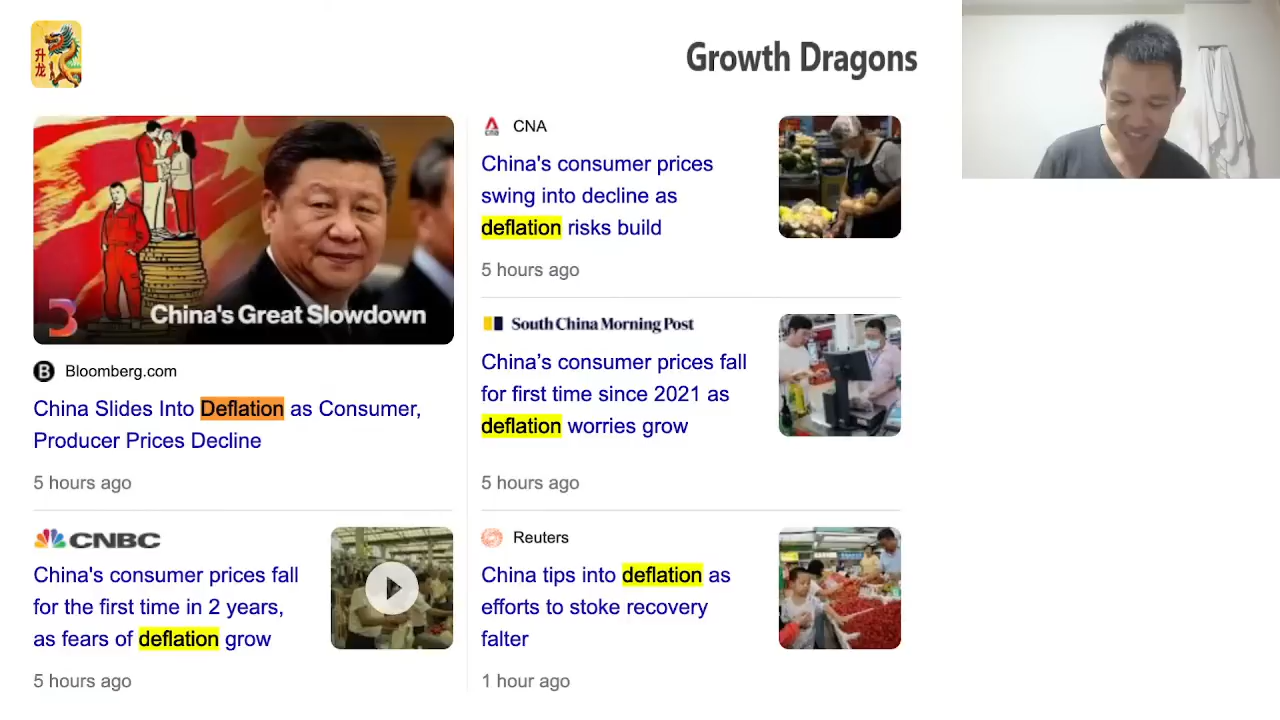 升龙
Growth Dragons
China's Great Slowdown
Bloomberg.com
China Slides Into Deflation as Consumer,
Producer Prices Decline
5 hours ago
CNBC
China's consumer prices fall
for the first time in 2 years,
as fears of deflation grow
5 hours ago
cna
CNA
China's consumer prices
swing into decline as
deflation risks build
5 hours ago
South China Morning Post
China’s consumer prices fall
for first time since 2021 as
deflation worries grow
5 hours ago
Reuters
China tips into deflation as
efforts to stoke recovery
falter
1 hour ago